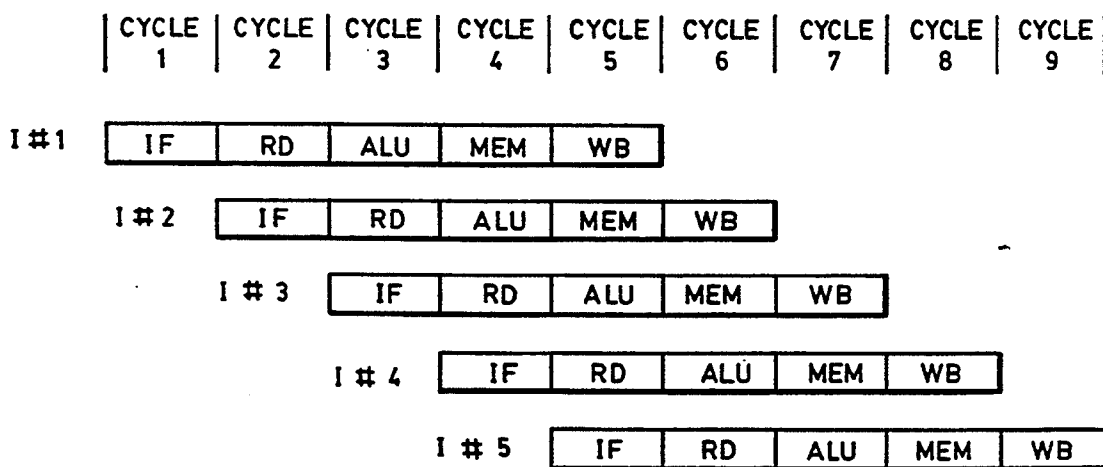 CYCLE 1 CYCLE 2 CYCLE 3 CYCLE 4 CYCLE 5 CYCLE 6 CYCLE 7 CYCLE 8 CYCLE 9
I#1 IF RD ALU MEM WB
I#2 IF RD ALU MEM WB
I#3 IF RD ALU MEM WB
I#4 IF RD ALU MEM WB
I#5 IF RD ALU MEM WB